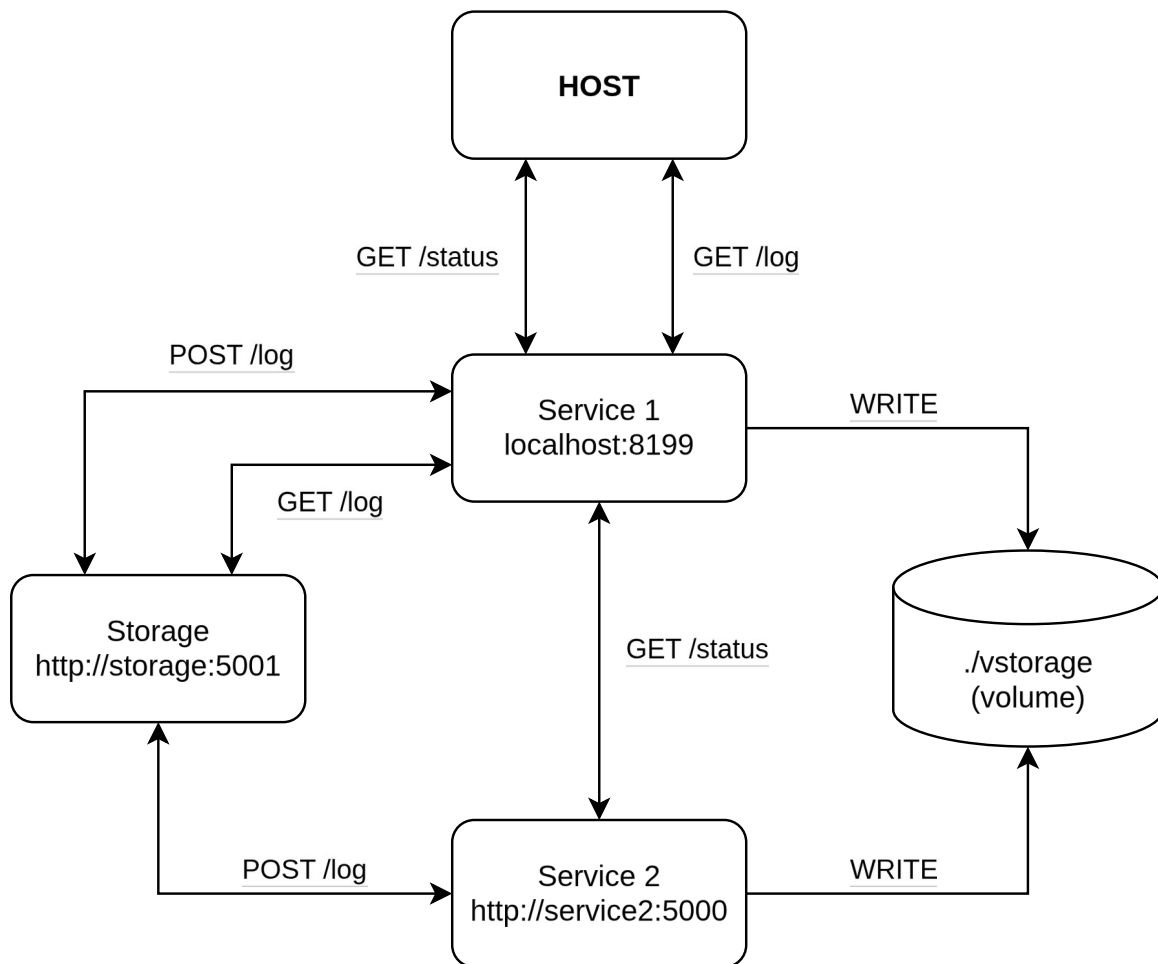 HOST
GET /status
GET /log
POST /log
Service 1
localhost:8199
WRITE
GET /log
Storage
http://storage:5001
GET /status
./vstorage
(volume)
POST /log
Service 2
http://service2:5000
WRITE